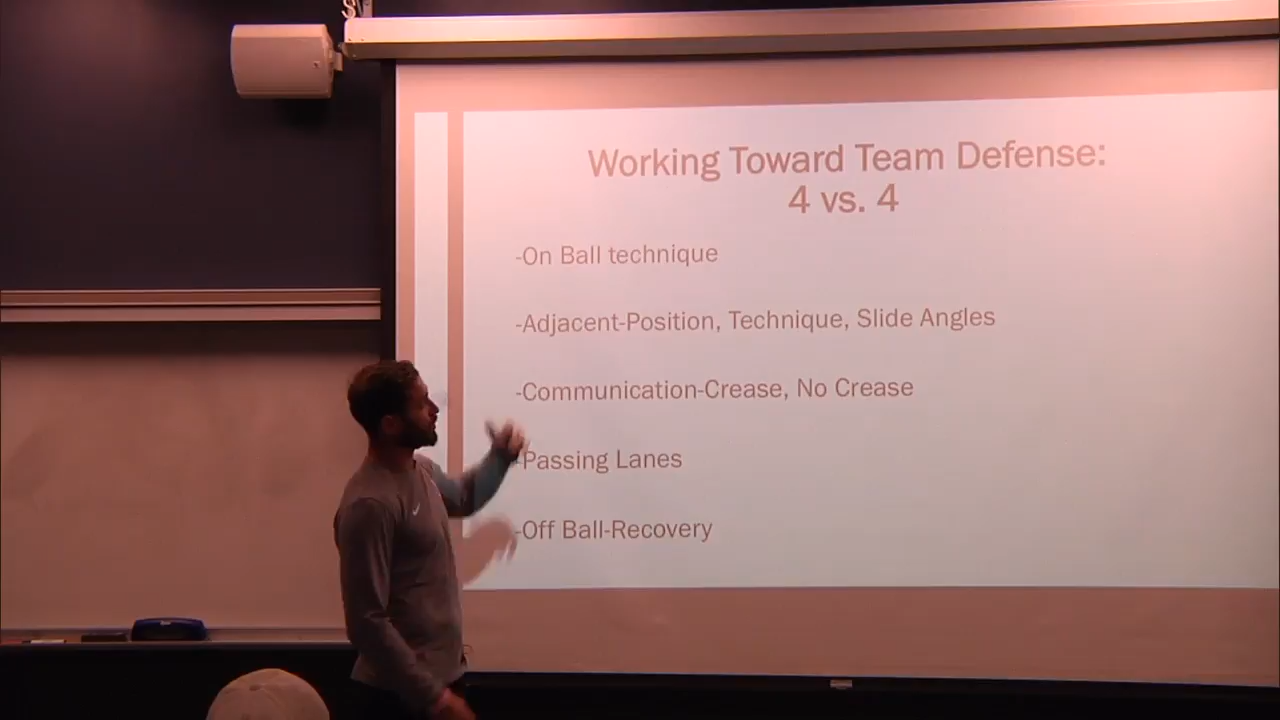 Working Toward Team Defense:
4 vs. 4
-On Ball technique
-Adjacent-Position, Technique, Slide Angles
-Communication-Crease, No Crease
-Passing Lanes
-Off Ball-Recovery